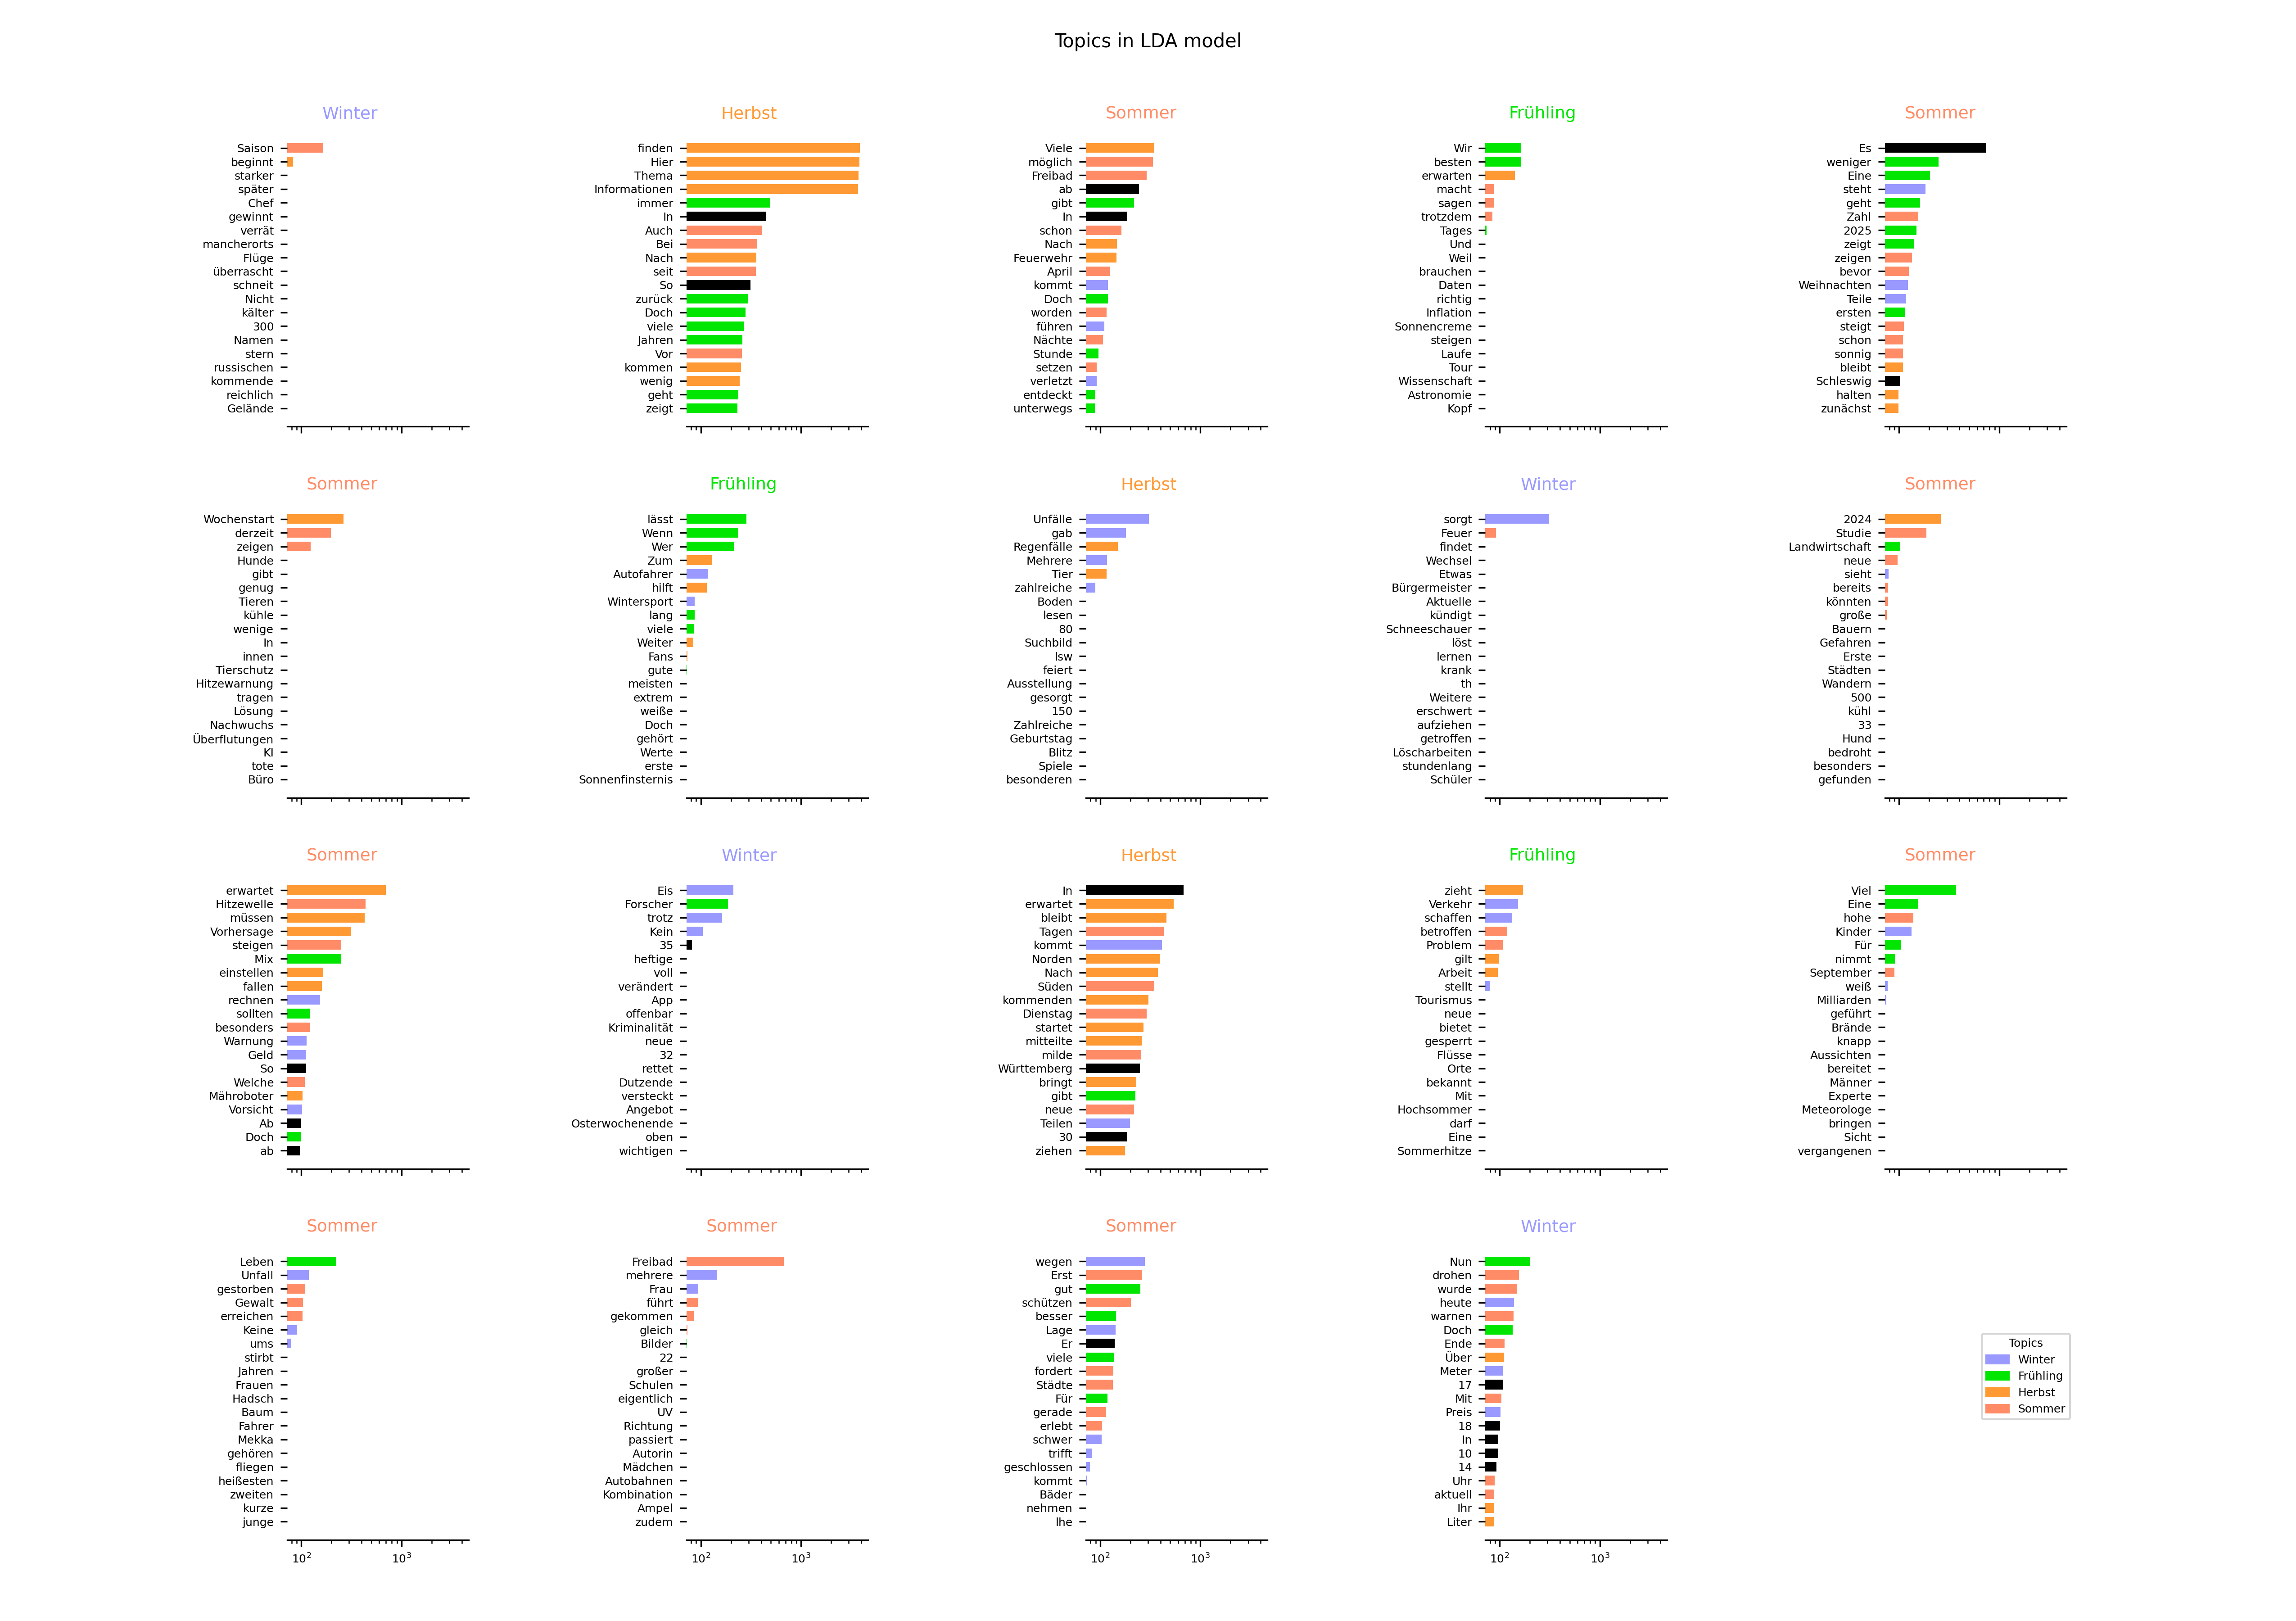 Topics in LDA model
Winter
Saison
beginnt
starker
später
Chef
gewinnt
verrät
mancherorts
Flüge
überrascht
schneit
Nicht
kälter
300
Namen
stern
russischen
kommende
reichlich
Gelände
Herbst
finden
Hier
Thema
Informationen
immer
In
Auch
Bei
Nach
seit
So
zurück
Doch
viele
Jahren
Vor
kommen
wenig
geht
zeigt
Sommer
Viele
möglich
Freibad
ab
gibt
In
schon
Nach
Feuerwehr
April
kommt
Doch
worden
führen
Nächte
Stunde
setzen
verletzt
entdeckt
unterwegs
Frühling
Wir
besten
erwarten
macht
sagen
trotzdem
Tages
Und
Weil
brauchen
Daten
richtig
Inflation
Sonnencreme
steigen
Laufe
Tour
Wissenschaft
Astronomie
Kopf
Sommer
Es
weniger
Eine
steht
geht
Zahl
2025
zeigt
zeigen
bevor
Weihnachten
Teile
ersten
steigt
schon
sonnig
bleibt
Schleswig
halten
zunächst
Sommer
Wochenstart
derzeit
zeigen
Hunde
gibt
genug
Tieren
kühle
wenige
In
innen
Tierschutz
Hitzewarnung
tragen
Lösung
Nachwuchs
Überflutungen
KI
tote
Büro
Frühling
lässt
Wenn
Wer
Zum
Autofahrer
hilft
Wintersport
lang
viele
Weiter
Fans
gute
meisten
extrem
weiße
Doch
gehört
Werte
erste
Sonnenfinsternis
Herbst
Unfälle
gab
Regenfälle
Mehrere
Tier
zahlreiche
Boden
lesen
80
Suchbild
lsw
feiert
Ausstellung
gesorgt
150
Zahlreiche
Geburtstag
Blitz
Spiele
besonderen
Winter
sorgt
Feuer
findet
Wechsel
Etwas
Bürgermeister
Aktuelle
kündigt
Schneeschauer
löst
lernen
krank
th
Weitere
erschwert
aufziehen
getroffen
Löscharbeiten
stundenlang
Schüler
Sommer
2024
Studie
Landwirtschaft
neue
sieht
bereits
könnten
große
Bauern
Gefahren
Erste
Städten
Wandern
500
kühl
33
Hund
bedroht
besonders
gefunden
Sommer
erwartet
Hitzewelle
müssen
Vorhersage
steigen
Mix
einstellen
fallen
rechnen
sollten
besonders
Warnung
Geld
So
Welche
Mähroboter
Vorsicht
Ab
Doch
ab
Winter
Eis
Forscher
trotz
Kein
35
heftige
voll
verändert
App
offenbar
Kriminalität
neue
32
rettet
Dutzende
versteckt
Angebot
Osterwochenende
oben
wichtigen
Herbst
In
erwartet
bleibt
Tagen
kommt
Norden
Nach
Süden
kommenden
Dienstag
startet
mitteilte
milde
Württemberg
bringt
gibt
neue
Teilen
30
ziehen
Frühling
zieht
Verkehr
schaffen
betroffen
Problem
gilt
Arbeit
stellt
Tourismus
neue
bietet
gesperrt
Flüsse
Orte
bekannt
Mit
Hochsommer
darf
Eine
Sommerhitze
Sommer
Viel
Eine
hohe
Kinder
Für
nimmt
September
weiß
Milliarden
geführt
Brände
knapp
Aussichten
bereitet
Männer
Experte
Meteorologe
bringen
Sicht
vergangenen
Sommer
Leben
Unfall
gestorben
Gewalt
erreichen
Keine
ums
stirbt
Jahren
Frauen
Hadsch
Baum
Fahrer
Mekka
gehören
fliegen
heißesten
zweiten
kurze
junge
10²
10³
Sommer
Freibad
mehrere
Frau
führt
gekommen
gleich
Bilder
22
großer
Schulen
eigentlich
UV
Richtung
passiert
Autorin
Mädchen
Autobahnen
Kombination
Ampel
zudem
10²
10³
Sommer
wegen
Erst
gut
schützen
besser
Lage
Er
viele
fordert
Städte
Für
gerade
erlebt
schwer
trifft
geschlossen
kommt
Bäder
nehmen
Ihe
10²
10³
Winter
Nun
drohen
wurde
heute
warnen
Doch
Ende
Über
Meter
17
Mit
Preis
18
In
10
14
Uhr
aktuell
Ihr
Liter
10²
10³
Topics
Winter
Frühling
Herbst
Sommer